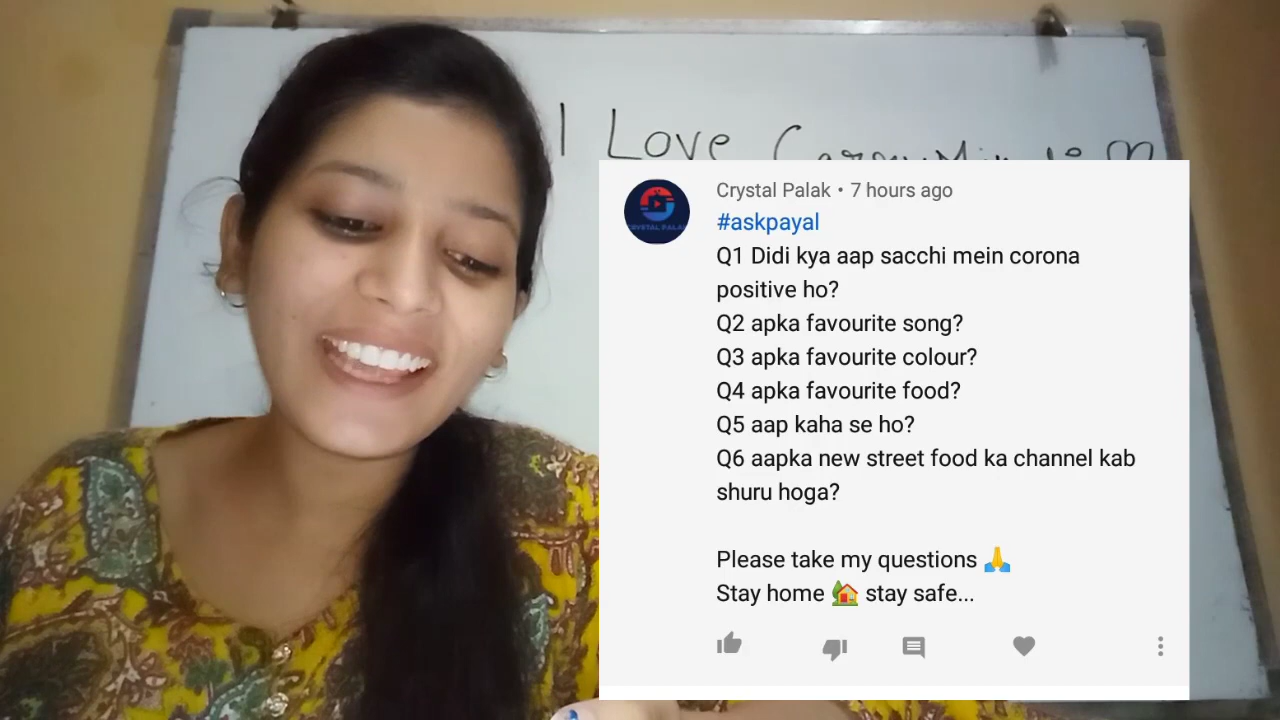 I Love
Crystal Palak • 7 hours ago
#askpayal
Q1 Didi kya aap sacchi mein corona
positive ho?
Q2 apka favourite song?
Q3 apka favourite colour?
Q4 apka favourite food?
Q5 aap kaha se ho?
Q6 aapka new street food ka channel kab
shuru hoga?
Please take my questions 🙏
Stay home 🏡 stay safe...